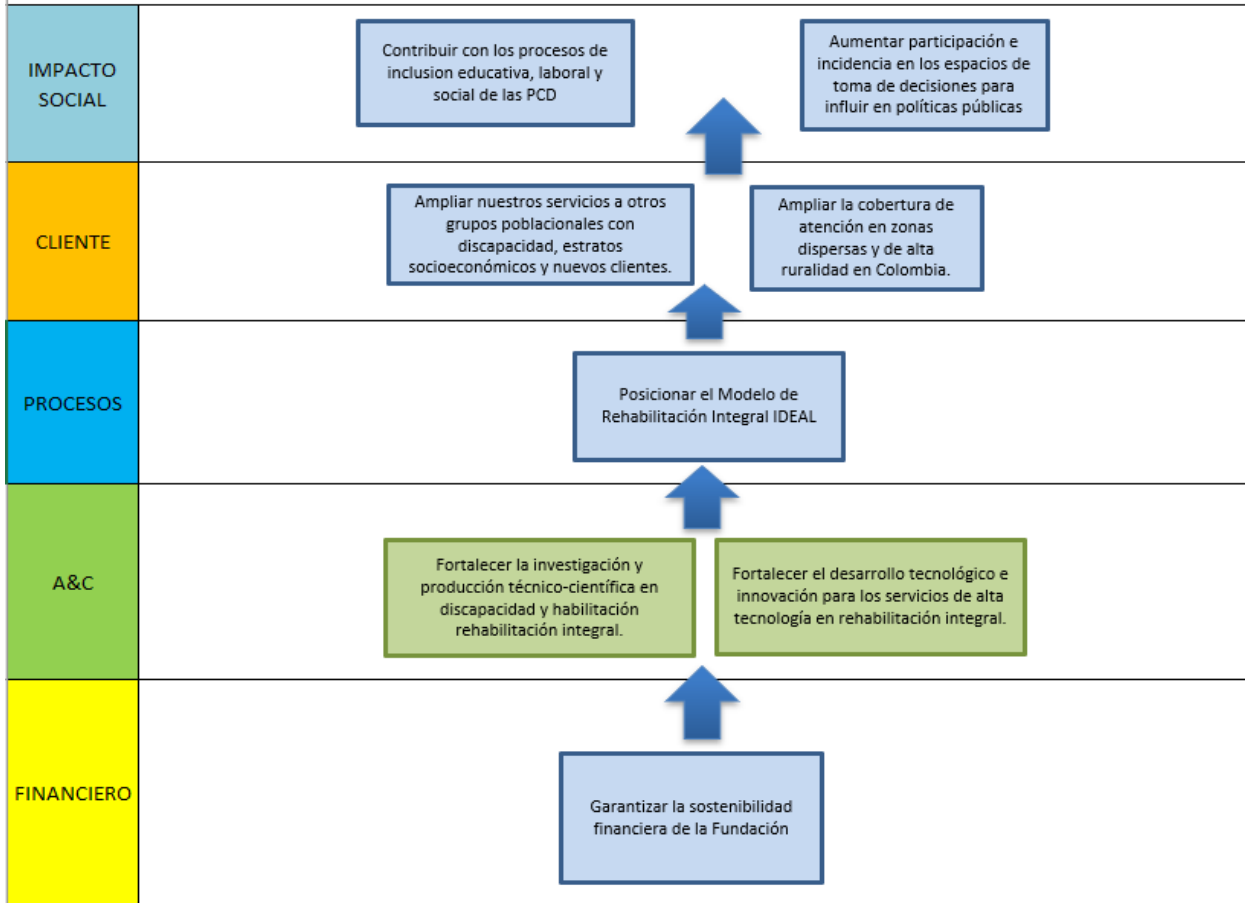 IMPACTO
SOCIAL
Contribuir con los procesos de
inclusion educativa, laboral y
social de las PCD
Aumentar participación e
incidencia en los espacios de
toma de decisiones para
influir en políticas públicas
CLIENTE
Ampliar nuestros servicios a otros
grupos poblacionales con
discapacidad, estratos
socioeconómicos y nuevos clientes.
Ampliar la cobertura de
atención en zonas
dispersas y de alta
ruralidad en Colombia.
PROCESOS
Posicionar el Modelo de
Rehabilitación Integral IDEAL
A&C
Fortalecer la investigación y
producción técnico-científica en
discapacidad y habilitación
rehabilitación integral.
Fortalecer el desarrollo tecnológico e
innovación para los servicios de alta
tecnología en rehabilitación integral.
FINANCIERO
Garantizar la sostenibilidad
financiera de la Fundación